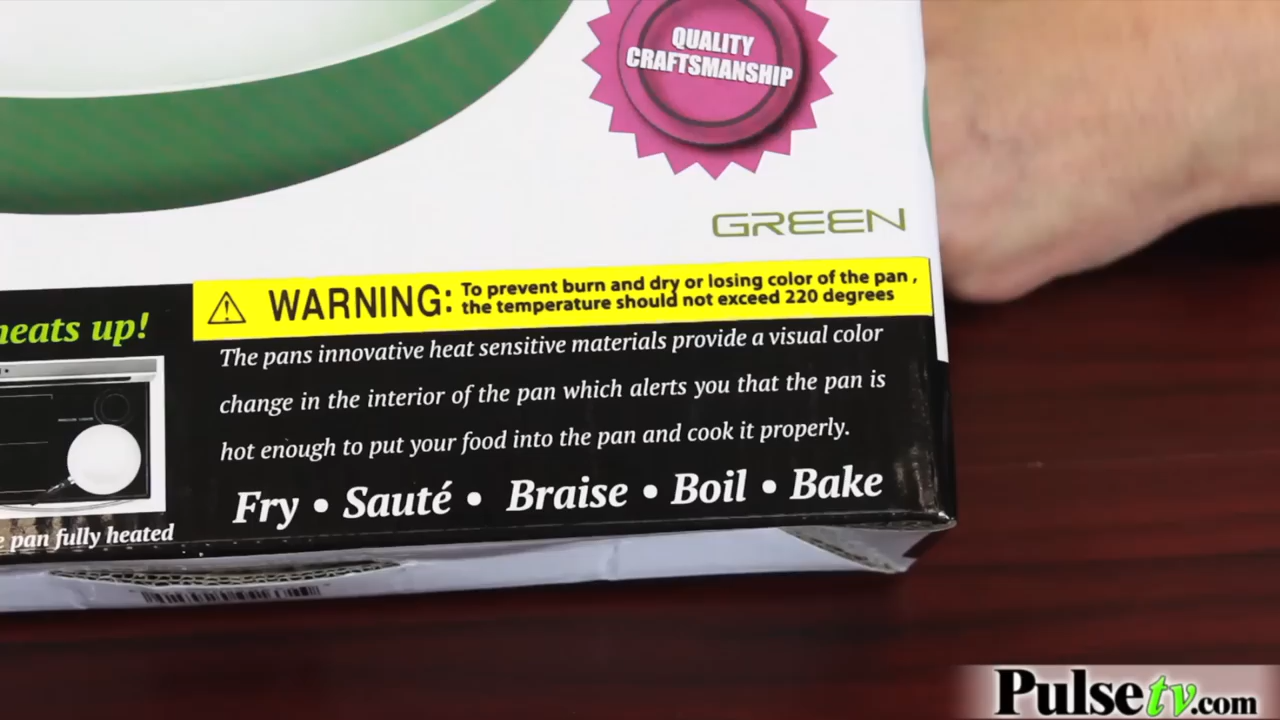 QUALITY
CRAFTSMANSHIP
GREEN
WARNING: To prevent burn and dry or losing color of the pan ,
the temperature should not exceed 220 degrees
heats up!
The pans innovative heat sensitive materials provide a visual color
change in the interior of the pan which alerts you that the pan is
hot enough to put your food into the pan and cook it properly.
Fry • Sauté • Braise • Boil • Bake
pan fully heated
Pulsetv.com